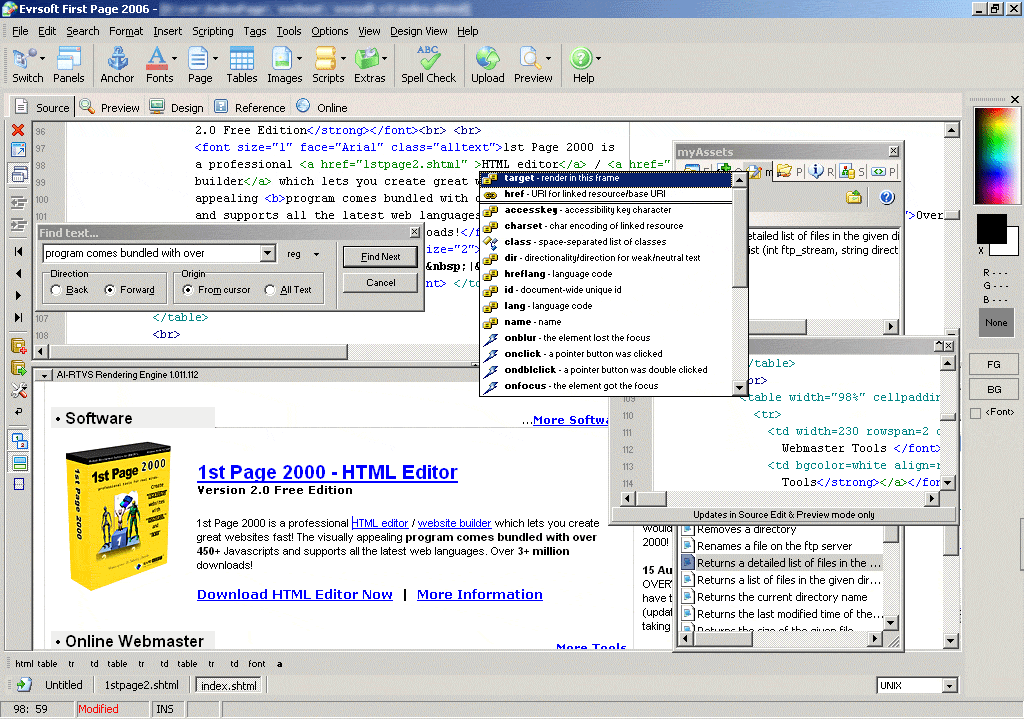 Evrsoft First Page 2006 -
File Edit Search Format Insert Scripting Tags Tools Options View Design View Help
Switch Panels Anchor Fonts Page Tables Images Scripts Extras Spell Check Upload Preview Help
ABC
Source Preview Design Reference Online
96 2.0 Free Edition</strong></font><br> <br>
97 <font size="1" face="Arial" class="alltext">1st Page 2000 is
98 a professional <a href="1stpage2.shtml" >HTML editor</a> / <a href="
99 builder</a> which lets you create great
100 appealing <b>program comes bundled with
101 and supports all the latest web languages
107 </table>
108 <br>
Find text...
program comes bundled with over
reg
Find Next
Cancel
Direction
Back Forward
Origin
From cursor All Text
target - render in this frame
href - URI for linked resource/base URI
accesskey - accessibility key character
charset - char encoding of linked resource
class - space-separated list of classes
dir - directionality/direction for weak/neutral text
hreflang - language code
id - document-wide unique id
lang - language code
name - name
onblur - the element lost the focus
onclick - a pointer button was clicked
ondblclick - a pointer button was double clicked
onfocus - the element got the focus
myAssets
P R S P
etailed list of files in the given di
list (int ftp_stream, string direct
">Over
X
R - - -
G - - -
B - - -
None
FG
BG
<Font>
AI-RTVS Rendering Engine 1.011.112
• Software
...More Softwa
1st Page 2000
1st Page 2000 - HTML Editor
Version 2.0 Free Edition
1st Page 2000 is a professional HTML editor / website builder which lets you create
great websites fast! The visually appealing program comes bundled with over
450+ Javascripts and supports all the latest web languages. Over 3+ million
downloads!
Download HTML Editor Now | More Information
• Online Webmaster
More Tools
/table>
br>
109 <table width="98%" cellpaddin
110 <tr>
111 <td width=230 rowspan=2
112 Webmaster Tools </font>
113 <td bgcolor=white align=
114 Tools</strong></a></f
Updates in Source Edit & Preview mode only
would
2000!
15 Au
OVER
have t
(updat
taking
Removes a directory
Renames a file on the ftp server
Returns a detailed list of files in the ...
Returns a list of files in the given dir...
Returns the current directory name
Returns the last modified time of the...
Returns the size of the given file
html table tr td table tr td table tr td font a
Untitled 1stpage2.shtml index.shtml
UNIX
98: 59 Modified INS